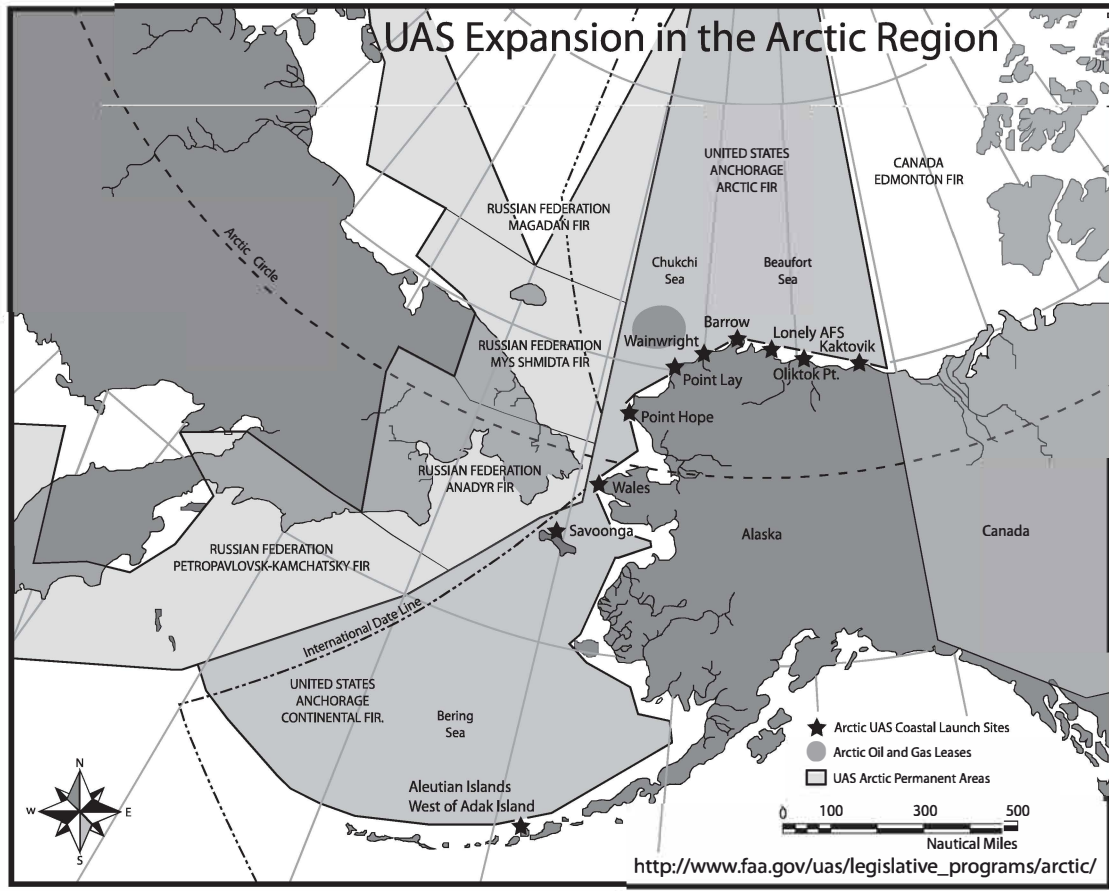 UAS Expansion in the Arctic Region
UNITED STATES
ANCHORAGE
ARCTIC FIR
CANADA
EDMONTON FIR
RUSSIAN FEDERATION
MAGADAN FIR
Arctic Circle
Chukchi
Sea
Beaufort
Sea
Barrow
Lonely AFS
Wainwright
Kaktovik
RUSSIAN FEDERATION
MYS SHMIDTA FIR
Point Lay
Oliktok Pt.
Point Hope
RUSSIAN FEDERATION
ANADYR FIR
Wales
Savoonga
Alaska
Canada
RUSSIAN FEDERATION
PETROPAVLOVSK-KAMCHATSKY FIR
International Date Line
UNITED STATES
ANCHORAGE
CONTINENTAL FIR.
Bering
Sea
Arctic UAS Coastal Launch Sites
Arctic Oil and Gas Leases
UAS Arctic Permanent Areas
Aleutian Islands
West of Adak Island
N
W
E
S
0 100 300 500
Nautical Miles
http://www.faa.gov/uas/legislative_programs/arctic/